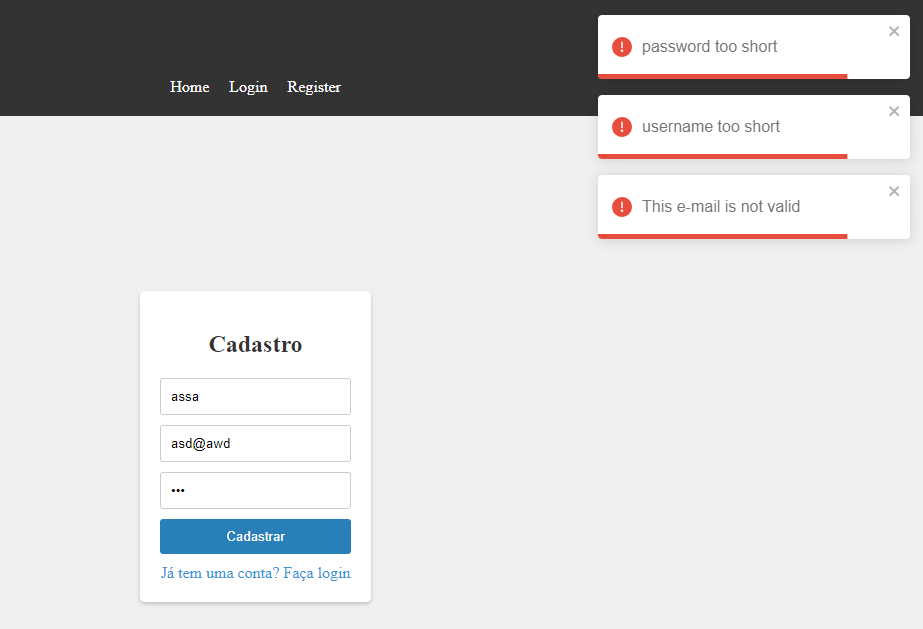 Home Login Register
password too short
username too short
This e-mail is not valid
Cadastro
assa
asd@awd
•••
Cadastrar
Já tem uma conta? Faça login